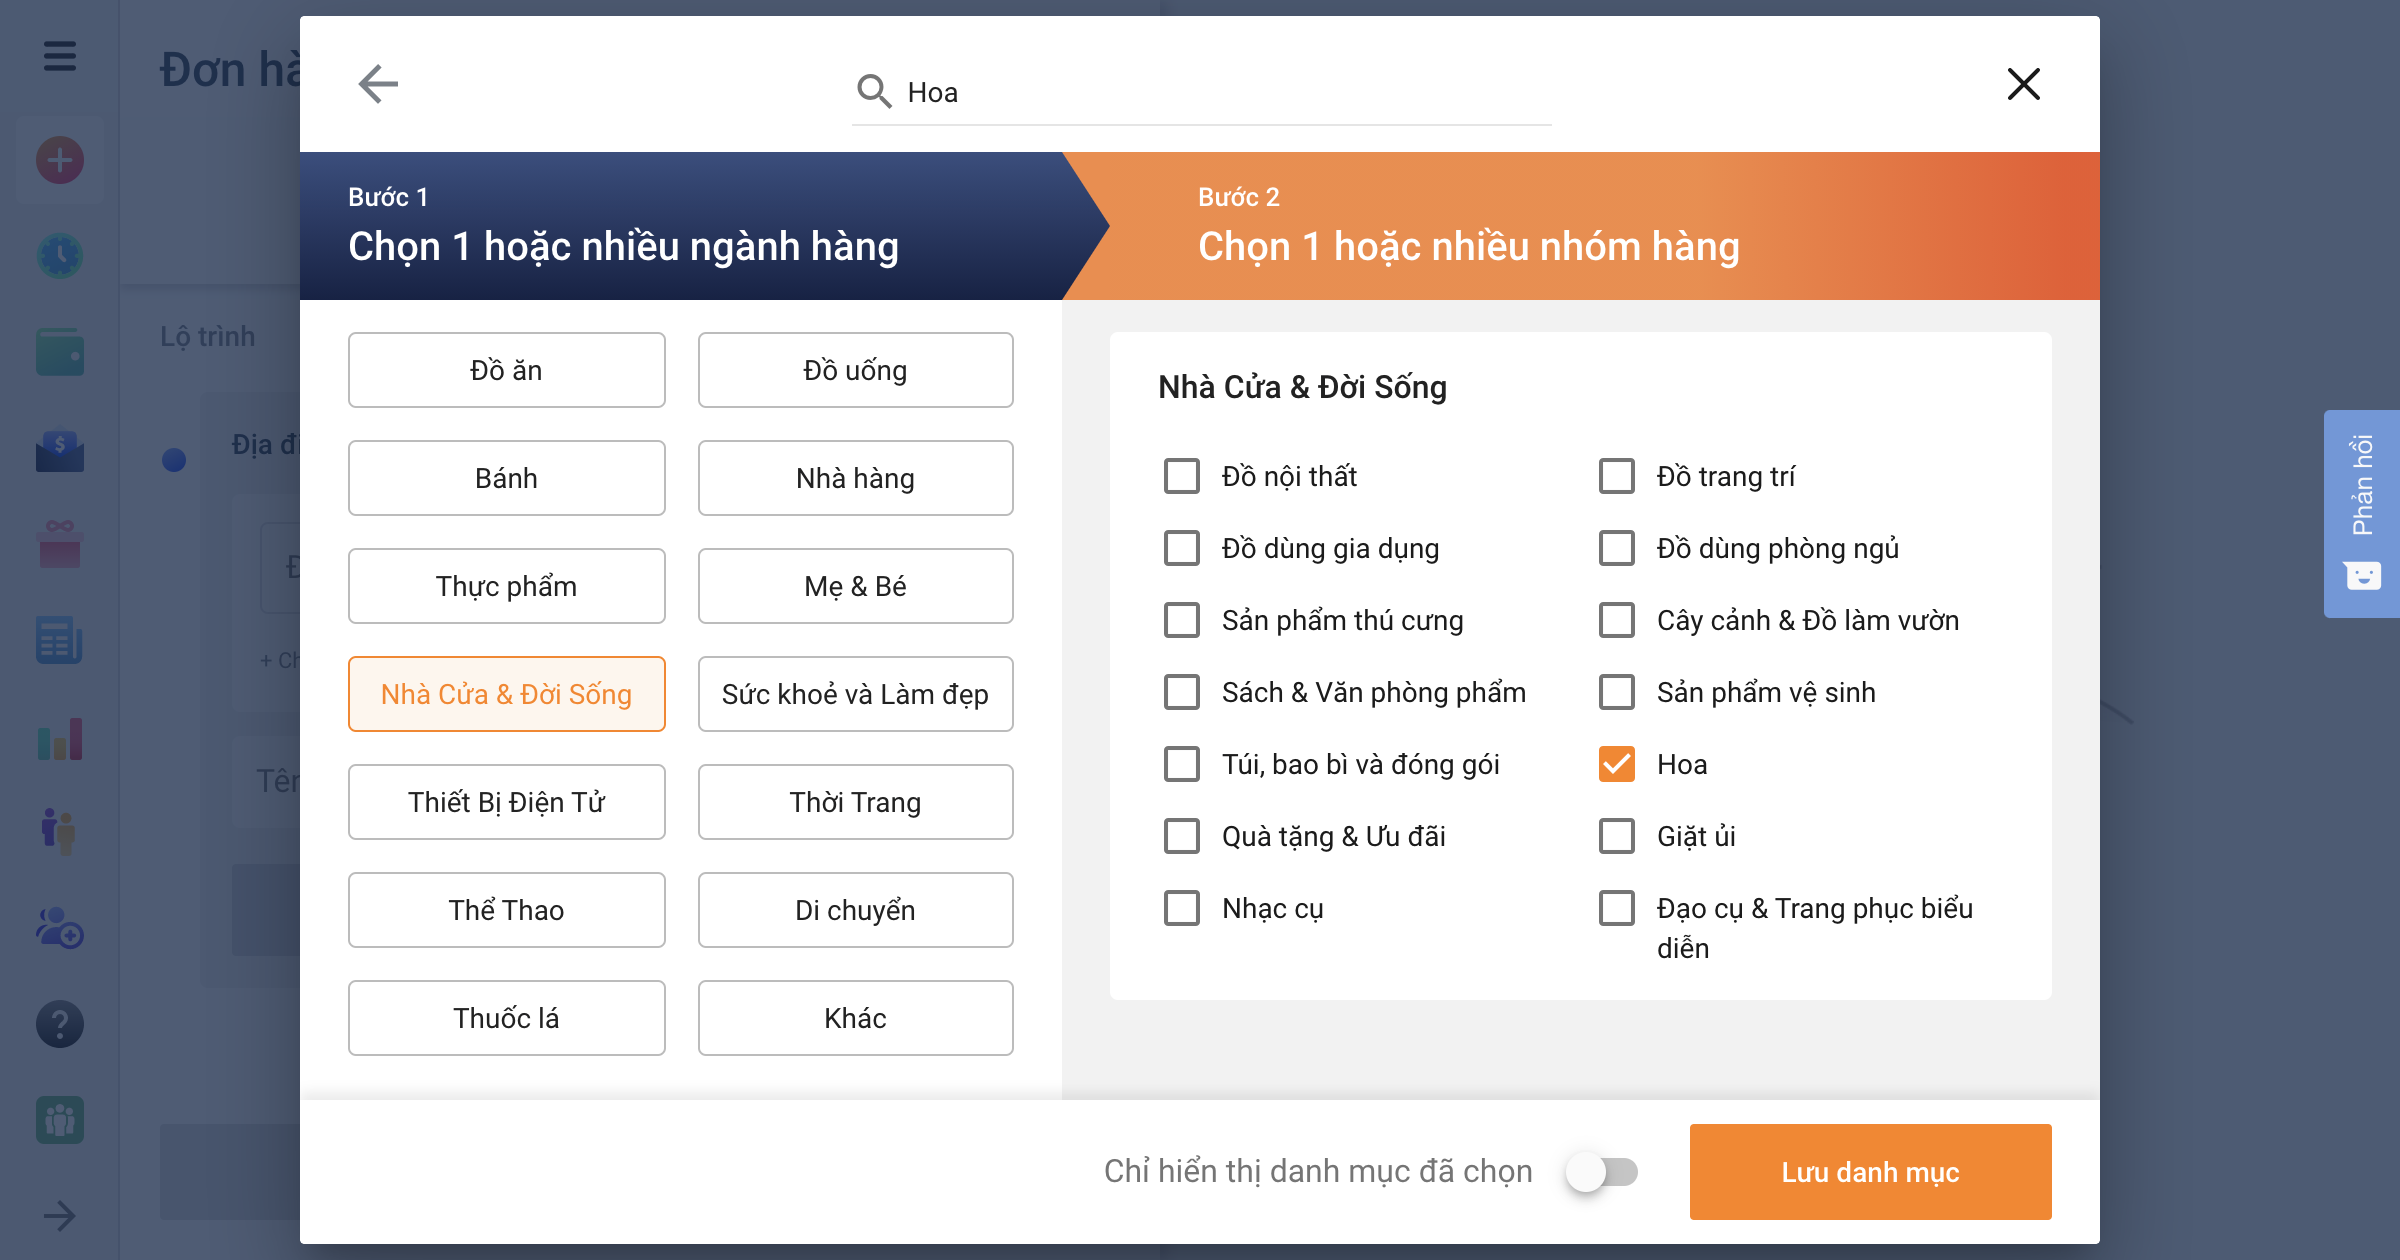 Đơn hà
Hoa
Bước 1
Chọn 1 hoặc nhiều ngành hàng
Bước 2
Chọn 1 hoặc nhiều nhóm hàng
Lộ trình
Địa đi
+ Ch
Tên
Đồ ăn
Đồ uống
Bánh
Nhà hàng
Thực phẩm
Mẹ & Bé
Nhà Cửa & Đời Sống
Sức khoẻ và Làm đẹp
Thiết Bị Điện Tử
Thời Trang
Thể Thao
Di chuyển
Thuốc lá
Khác
Nhà Cửa & Đời Sống
Đồ nội thất
Đồ trang trí
Đồ dùng gia dụng
Đồ dùng phòng ngủ
Sản phẩm thú cưng
Cây cảnh & Đồ làm vườn
Sách & Văn phòng phẩm
Sản phẩm vệ sinh
Túi, bao bì và đóng gói
Hoa
Quà tặng & Ưu đãi
Giặt ủi
Nhạc cụ
Đạo cụ & Trang phục biểu
diễn
Chỉ hiển thị danh mục đã chọn
Lưu danh mục
Phản hồi